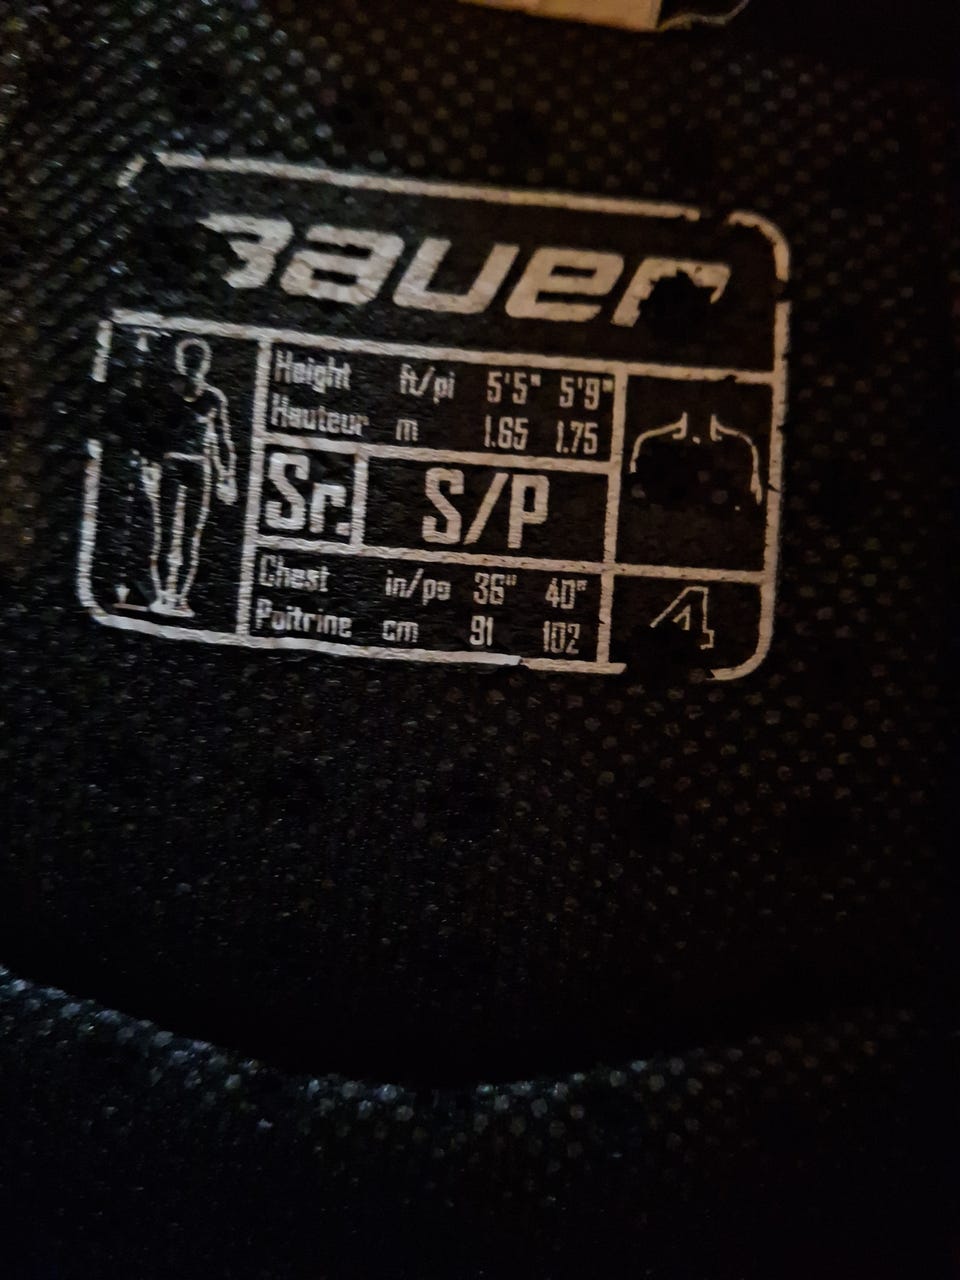 Bauer
Height ft/pi 5'5" 5'9"
Hauteur m 1.65 1.75
Sr. S/P
Chest in/po 36" 40"
Poitrine cm 91 102